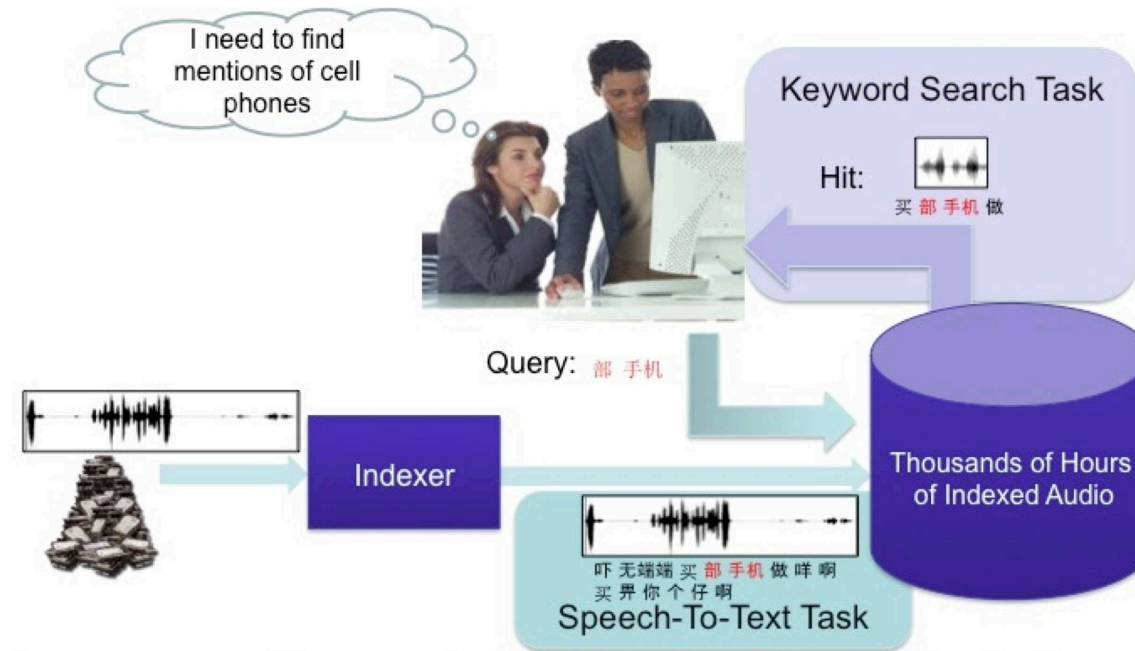 I need to find
mentions of cell
phones
Keyword Search Task
Hit:
买 部 手机 做
Query: 部 手机
Indexer
Thousands of Hours
of Indexed Audio
吓 无端端 买 部 手机 做 咩 啊
买 畀 你 个 仔 啊
Speech-To-Text Task